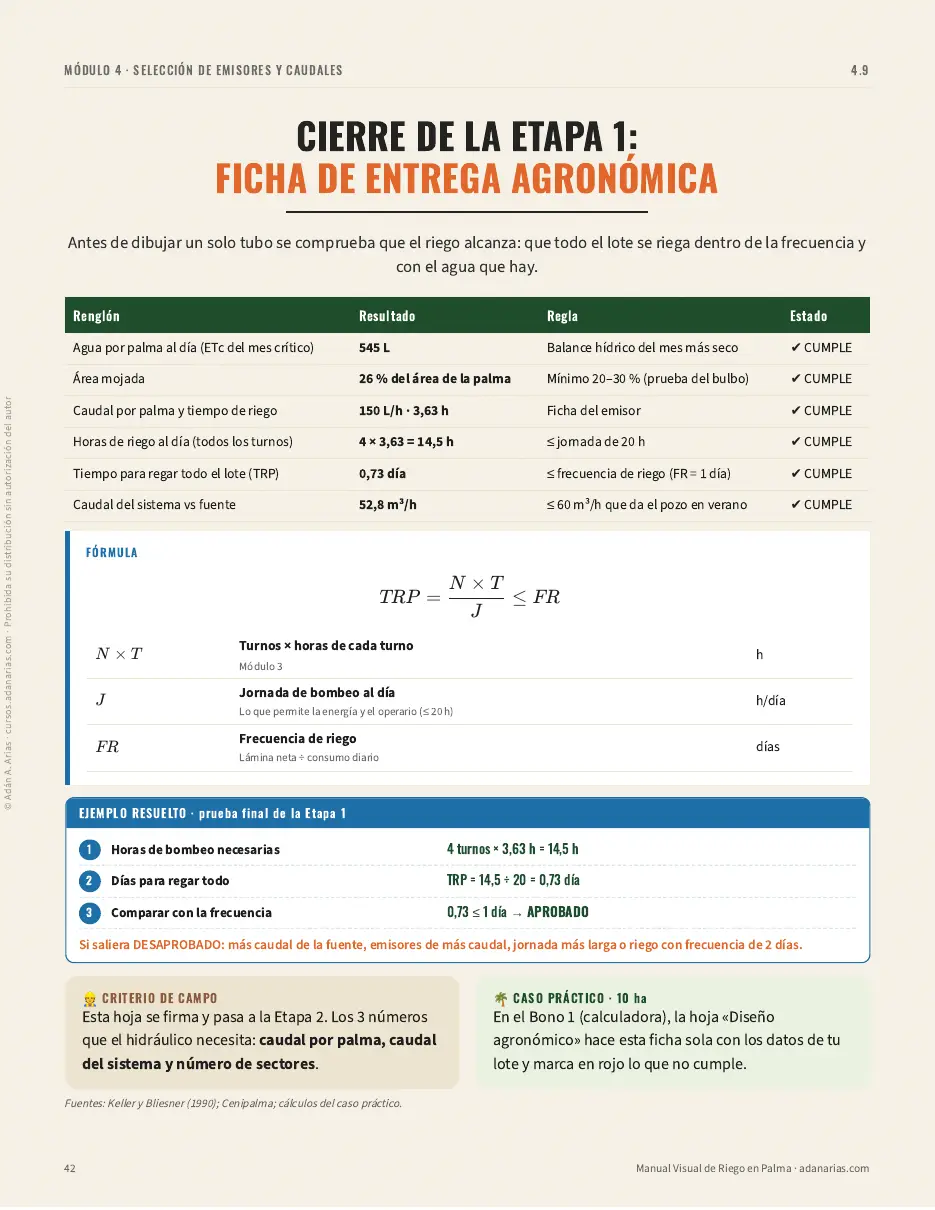 MÓDULO 4 · SELECCIÓN DE EMISORES Y CAUDALES 4.9
CIERRE DE LA ETAPA 1:
FICHA DE ENTREGA AGRONÓMICA
Antes de dibujar un solo tubo se comprueba que el riego alcanza: que todo el lote se riega dentro de la frecuencia y
con el agua que hay.
Renglón Resultado Regla Estado
Agua por palma al día (ETc del mes crítico) 545 L Balance hídrico del mes más seco ✔ CUMPLE
Área mojada 26 % del área de la palma Mínimo 20–30 % (prueba del bulbo) ✔ CUMPLE
Caudal por palma y tiempo de riego 150 L/h · 3,63 h Ficha del emisor ✔ CUMPLE
Horas de riego al día (todos los turnos) 4 × 3,63 = 14,5 h ≤ jornada de 20 h ✔ CUMPLE
Tiempo para regar todo el lote (TRP) 0,73 día ≤ frecuencia de riego (FR = 1 día) ✔ CUMPLE
Caudal del sistema vs fuente 52,8 m³/h ≤ 60 m³/h que da el pozo en verano ✔ CUMPLE
FÓRMULA
TRP = N × T / J ≤ FR
N × T Turnos × horas de cada turno h
Módulo 3
J Jornada de bombeo al día h/día
Lo que permite la energía y el operario (≤ 20 h)
FR Frecuencia de riego días
Lámina neta ÷ consumo diario
EJEMPLO RESUELTO · prueba final de la Etapa 1
1 Horas de bombeo necesarias 4 turnos × 3,63 h = 14,5 h
2 Días para regar todo TRP = 14,5 ÷ 20 = 0,73 día
3 Comparar con la frecuencia 0,73 ≤ 1 día → APROBADO
Si saliera DESAPROBADO: más caudal de la fuente, emisores de más caudal, jornada más larga o riego con frecuencia de 2 días.
👷 CRITERIO DE CAMPO
Esta hoja se firma y pasa a la Etapa 2. Los 3 números
que el hidráulico necesita: caudal por palma, caudal
del sistema y número de sectores.
🌴 CASO PRÁCTICO · 10 ha
En el Bono 1 (calculadora), la hoja «Diseño
agronómico» hace esta ficha sola con los datos de tu
lote y marca en rojo lo que no cumple.
Fuentes: Keller y Bliesner (1990); Cenipalma; cálculos del caso práctico.
42 Manual Visual de Riego en Palma · adanarias.com
© Adán A. Arias · cursos.adanarias.com · Prohibida su distribución sin autorización del autor